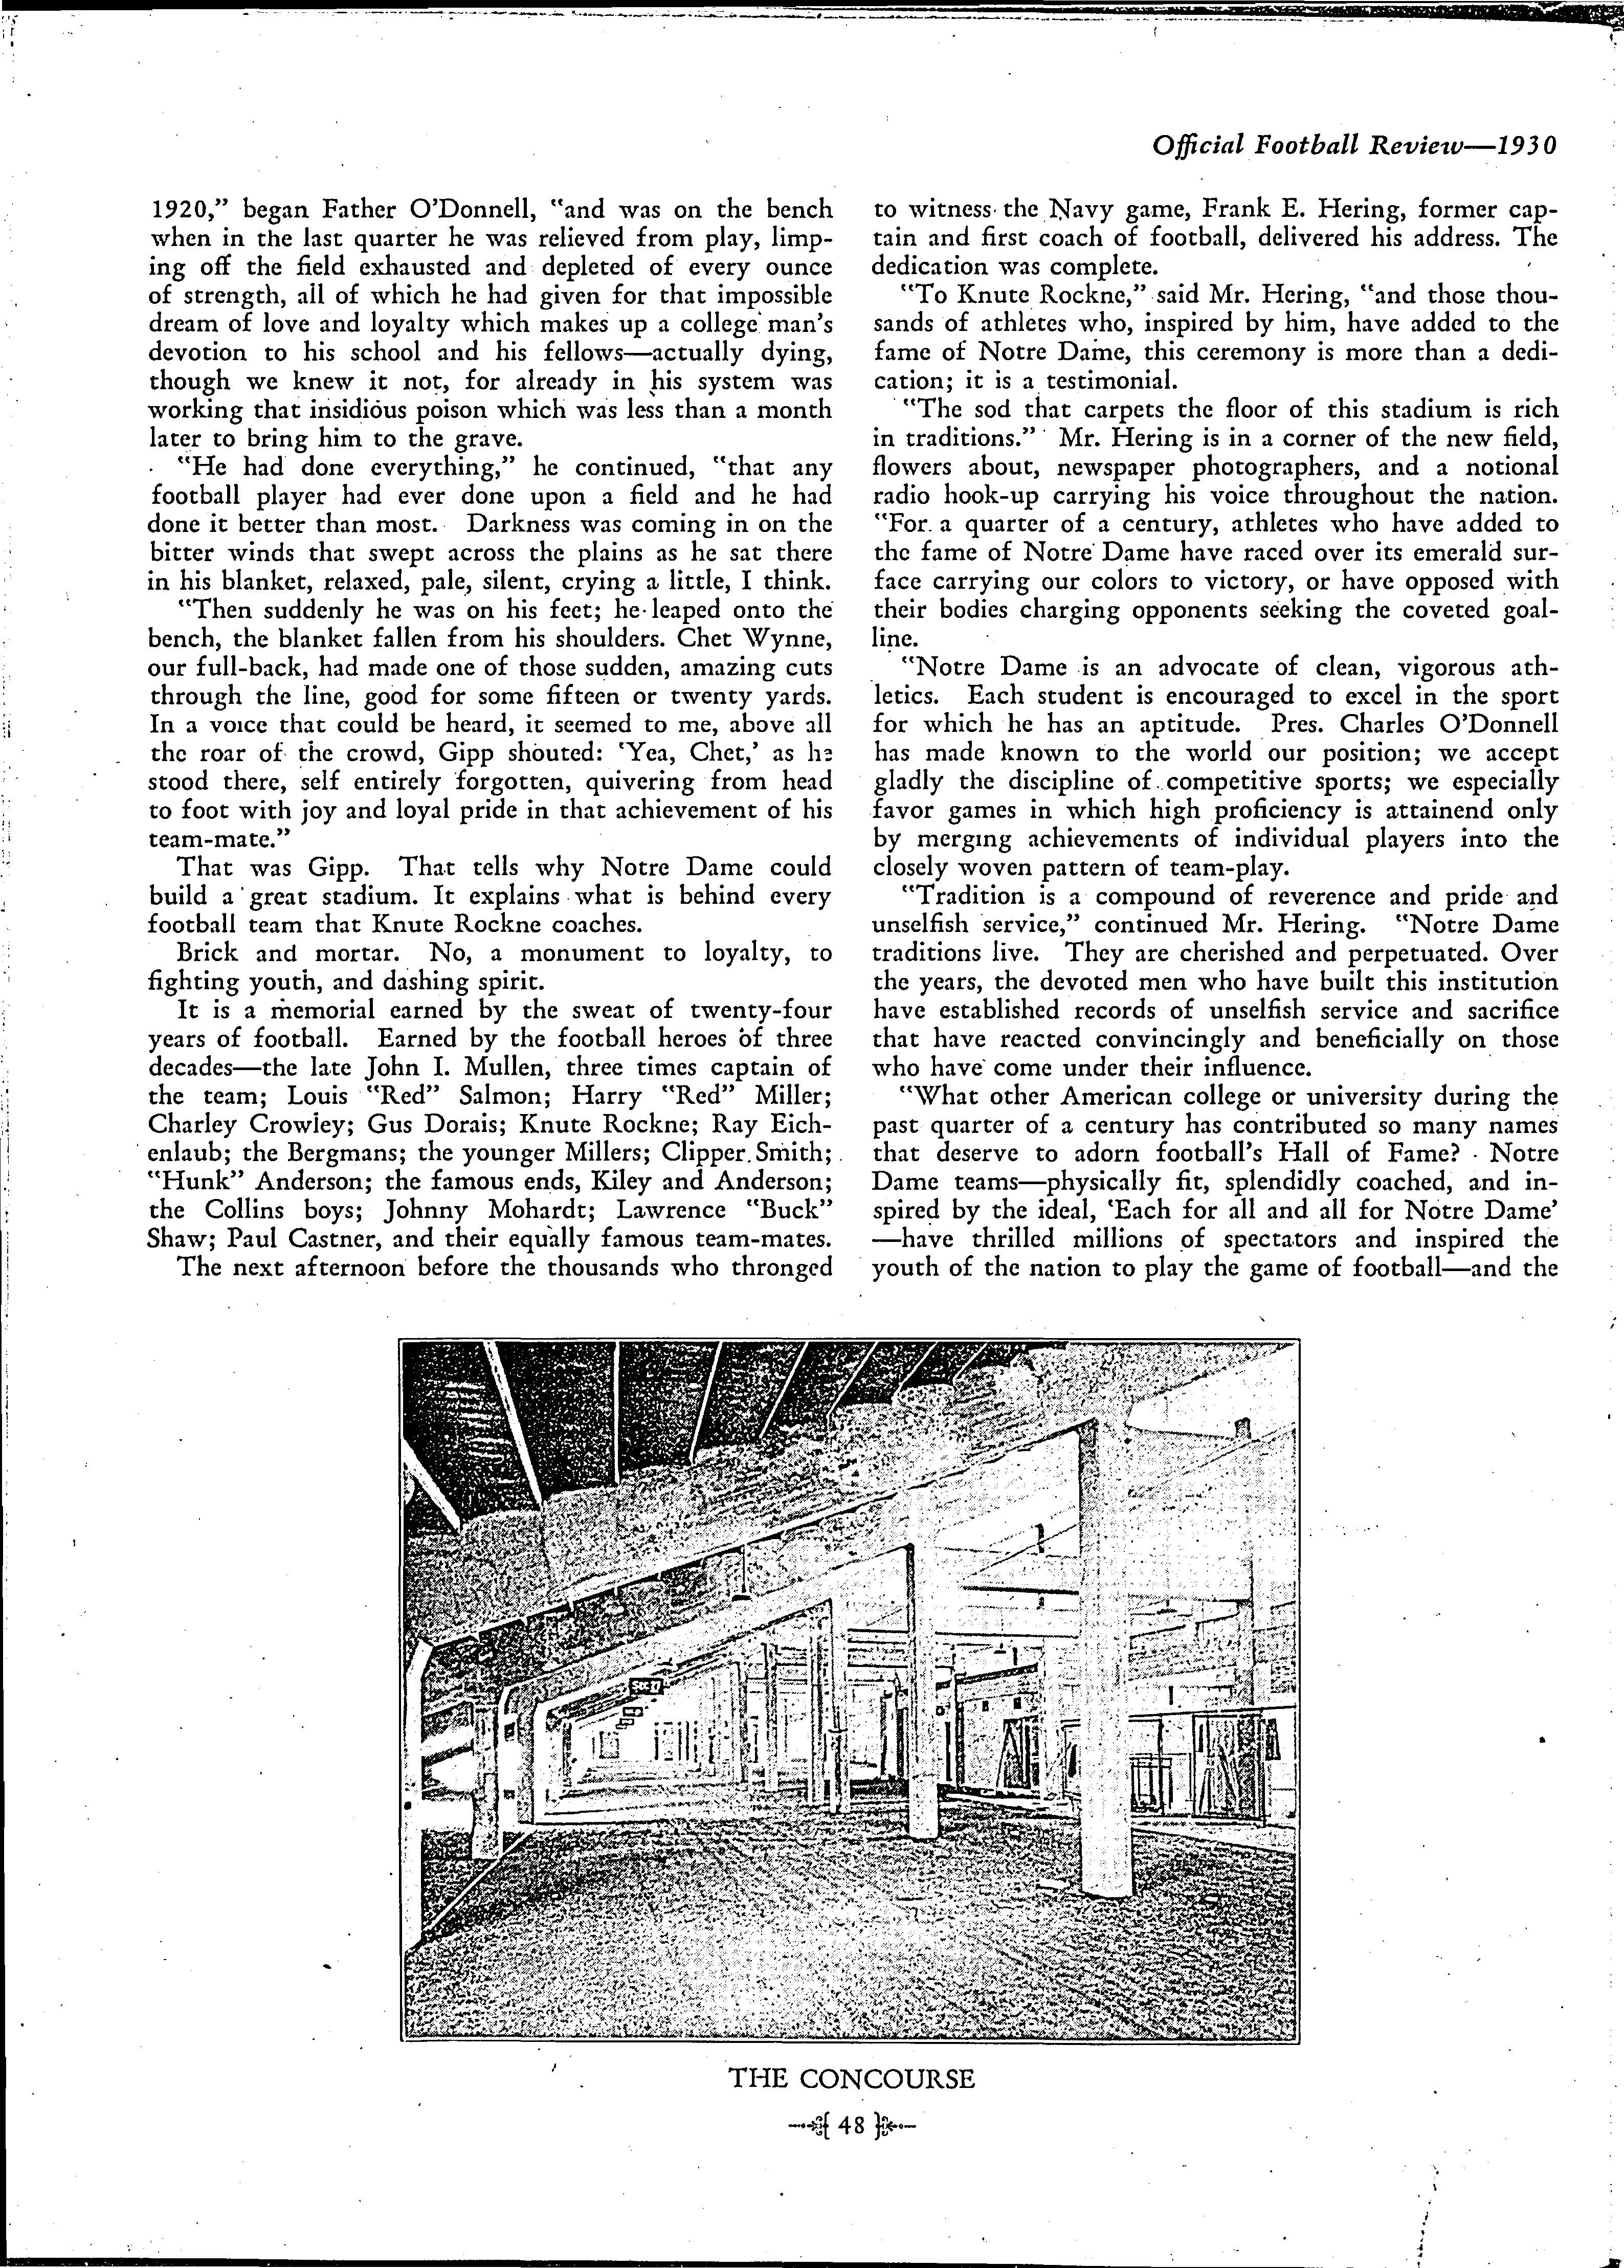 Official Football Review—1930
1920,” began Father O’Donnell, “and was on the bench
when in the last quarter he was relieved from play, limp-
ing off the field exhausted and depleted of every ounce
of strength, all of which he had given for that impossible
dream of love and loyalty which makes up a college man’s
devotion to his school and his fellows—actually dying,
though we knew it not, for already in his system was
working that insidious poison which was less than a month
later to bring him to the grave.
“He had done everything,” he continued, “that any
football player had ever done upon a field and he had
done it better than most. Darkness was coming in on the
bitter winds that swept across the plains as he sat there
in his blanket, relaxed, pale, silent, crying a little, I think.
“Then suddenly he was on his feet; he leaped onto the
bench, the blanket fallen from his shoulders. Chet Wynne,
our full-back, had made one of those sudden, amazing cuts
through the line, good for some fifteen or twenty yards.
In a voice that could be heard, it seemed to me, above all
the roar of the crowd, Gipp shouted: ‘Yea, Chet,’ as he
stood there, self entirely forgotten, quivering from head
to foot with joy and loyal pride in that achievement of his
team-mate.”
That was Gipp. That tells why Notre Dame could
build a great stadium. It explains what is behind every
football team that Knute Rockne coaches.
Brick and mortar. No, a monument to loyalty, to
fighting youth, and dashing spirit.
It is a memorial earned by the sweat of twenty-four
years of football. Earned by the football heroes of three
decades—the late John I. Mullen, three times captain of
the team; Louis “Red” Salmon; Harry “Red” Miller;
Charley Crowley; Gus Dorais; Knute Rockne; Ray Eich-
enlaub; the Bergmans; the younger Millers; Clipper Smith;
“Hunk” Anderson; the famous ends, Kiley and Anderson;
the Collins boys; Johnny Mohardt; Lawrence “Buck”
Shaw; Paul Castner, and their equally famous team-mates.
The next afternoon before the thousands who thronged
to witness the Navy game, Frank E. Hering, former cap-
tain and first coach of football, delivered his address. The
dedication was complete.
“To Knute Rockne,” said Mr. Hering, “and those thou-
sands of athletes who, inspired by him, have added to the
fame of Notre Dame, this ceremony is more than a dedi-
cation; it is a testimonial.
“The sod that carpets the floor of this stadium is rich
in traditions.” Mr. Hering is in a corner of the new field,
flowers about, newspaper photographers, and a notional
radio hook-up carrying his voice throughout the nation.
“For a quarter of a century, athletes who have added to
the fame of Notre Dame have raced over its emerald sur-
face carrying our colors to victory, or have opposed with
their bodies charging opponents seeking the coveted goal-
line.
“Notre Dame is an advocate of clean, vigorous ath-
letics. Each student is encouraged to excel in the sport
for which he has an aptitude. Pres. Charles O’Donnell
has made known to the world our position; we accept
gladly the discipline of competitive sports; we especially
favor games in which high proficiency is attainend only
by merging achievements of individual players into the
closely woven pattern of team-play.
“Tradition is a compound of reverence and pride and
unselfish service,” continued Mr. Hering. “Notre Dame
traditions live. They are cherished and perpetuated. Over
the years, the devoted men who have built this institution
have established records of unselfish service and sacrifice
that have reacted convincingly and beneficially on those
who have come under their influence.
“What other American college or university during the
past quarter of a century has contributed so many names
that deserve to adorn football’s Hall of Fame? Notre
Dame teams—physically fit, splendidly coached, and in-
spired by the ideal, ‘Each for all and all for Notre Dame’
—have thrilled millions of spectators and inspired the
youth of the nation to play the game of football—and the
SEC 27
THE CONCOURSE
48